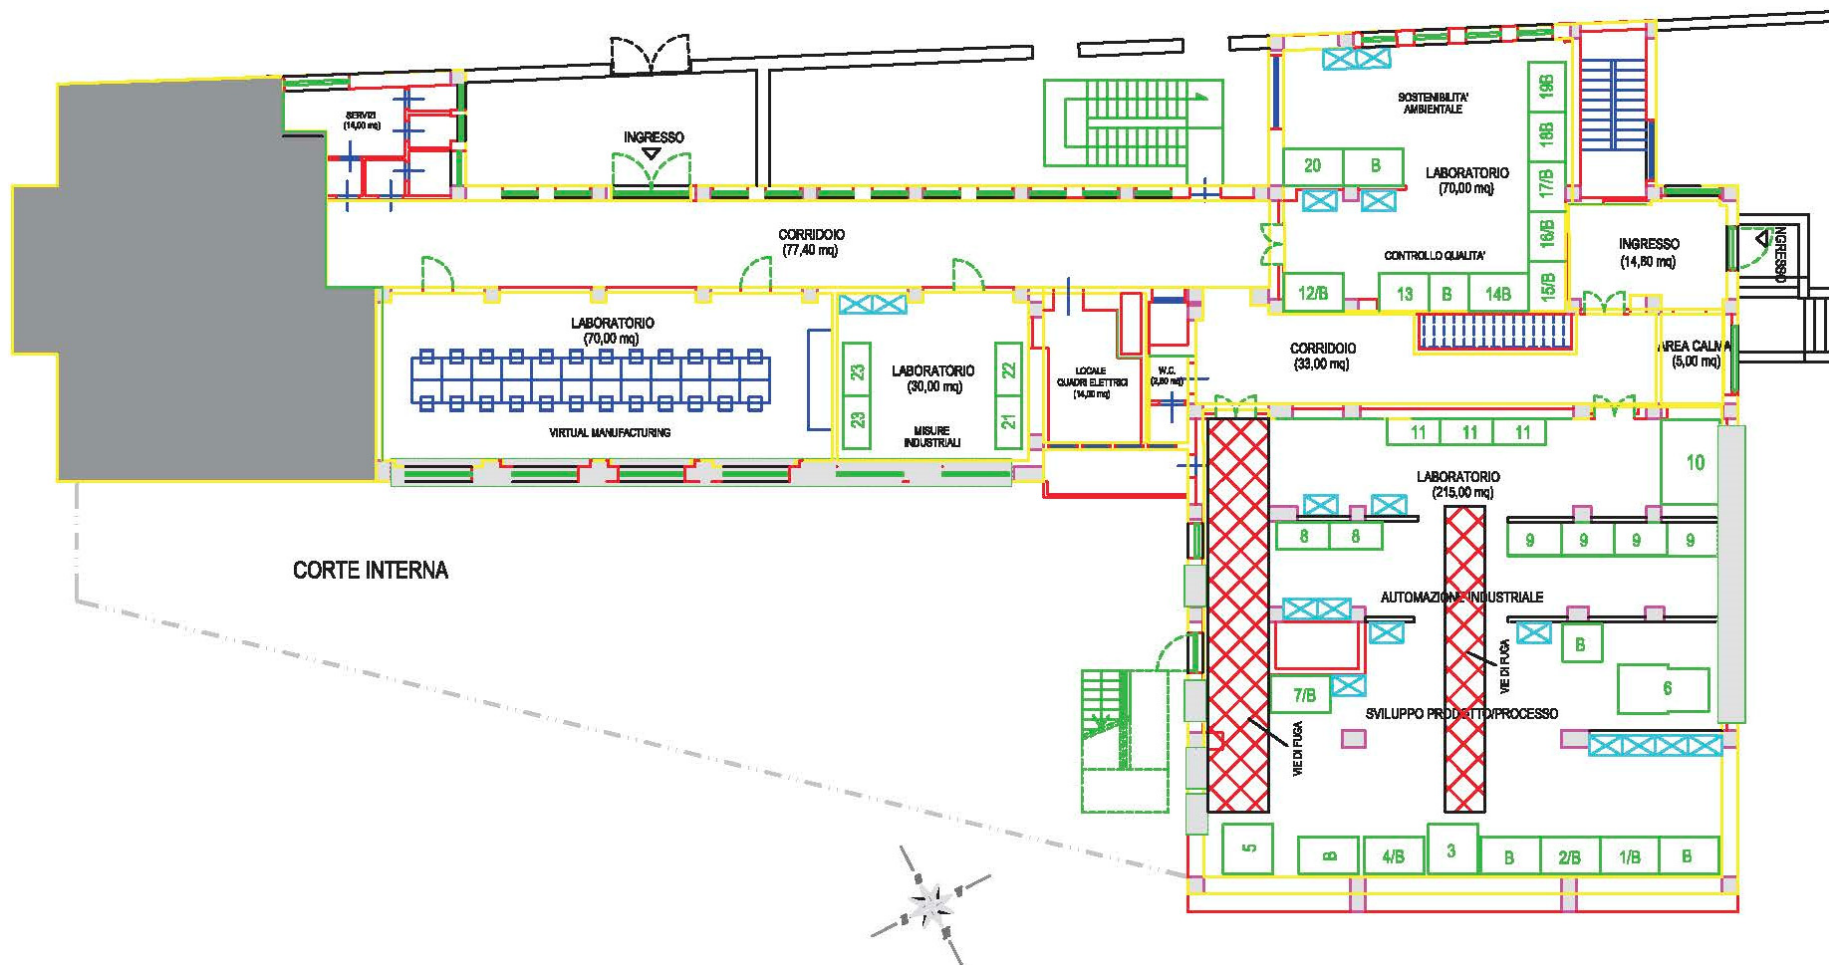 SERVIZI
(14,00 mq)
INGRESSO
SOSTENIBILITA'
AMBIENTALE
19B
18B
20
B
LABORATORIO
(70,00 mq)
17/B
CORRIDOIO
(77,40 mq)
16/B
INGRESSO
(14,60 mq)
INGRESSO
CONTROLLO QUALITA'
12/B
13
B
14B
15/B
LABORATORIO
(70,00 mq)
VIRTUAL MANUFACTURING
23
23
LABORATORIO
(30,00 mq)
22
21
MISURE
INDUSTRIALI
LOCALE
QUADRI ELETTRICI
(14,00 mq)
W.C.
CORRIDOIO
(33,00 mq)
AREA CALMA
(5,00 mq)
11
11
11
10
LABORATORIO
(215,00 mq)
8
8
9
9
9
9
CORTE INTERNA
AUTOMAZIONE INDUSTRIALE
B
VIE DI FUGA
6
7/B
SVILUPPO PRODOTTO/PROCESSO
VIE DI FUGA
5
B
4/B
3
B
2/B
1/B
B